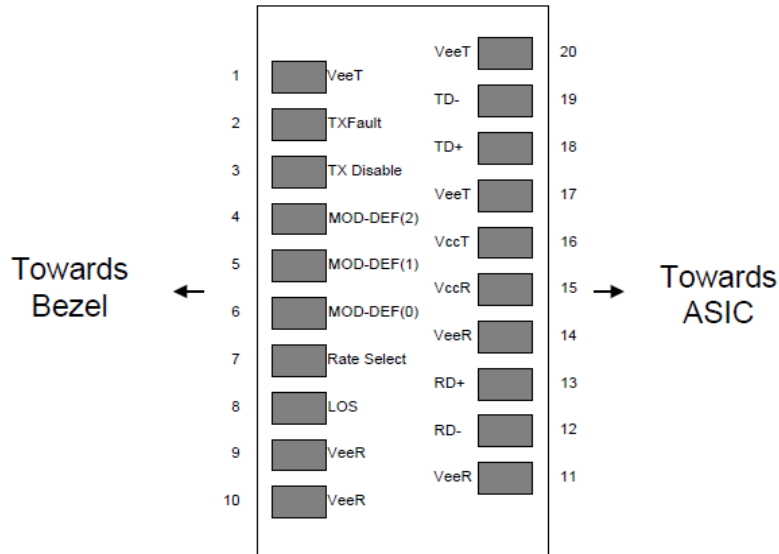 VeeT 20
1 VeeT
TD- 19
2 TXFault
TD+ 18
3 TX Disable
VeeT 17
4 MOD-DEF(2)
VccT 16
5 MOD-DEF(1)
VccR 15
6 MOD-DEF(0)
VeeR 14
7 Rate Select
RD+ 13
8 LOS
RD- 12
9 VeeR
VeeR 11
10 VeeR
Towards
Bezel
Towards
ASIC